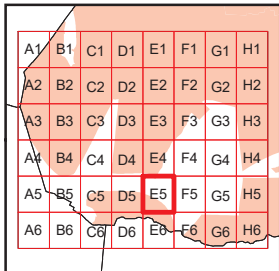 A1 B1 C1 D1 E1 F1 G1 H1
A2 B2 C2 D2 E2 F2 G2 H2
A3 B3 C3 D3 E3 F3 G3 H3
A4 B4 C4 D4 E4 F4 G4 H4
A5 B5 C5 D5 E5 F5 G5 H5
A6 B6 C6 D6 E6 F6 G6 H6